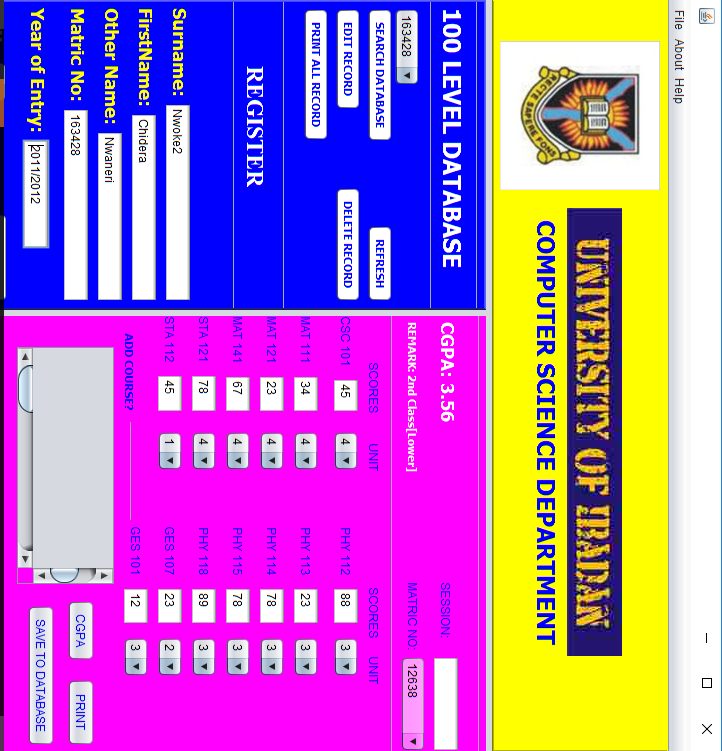 File About Help
RECTE SAPERE FONS
UNIVERSITY OF IBADAN
COMPUTER SCIENCE DEPARTMENT
100 LEVEL DATABASE
163428
SEARCH DATABASE REFRESH
EDIT RECORD DELETE RECORD
PRINT ALL RECORD
REGISTER
Surname: Nwoke2
FirstName: Chidera
Other Name: Nwaneri
Matric No: 163428
Year of Entry: 2011/2012
CGPA: 3.56 SESSION:
REMARK: 2nd Class[Lower] MATRIC NO: 12638
SCORES UNIT SCORES UNIT
CSC 101 45 4 PHY 112 88 3
MAT 111 34 4 PHY 113 23 3
MAT 121 23 4 PHY 114 78 3
MAT 141 67 4 PHY 115 78 3
STA 121 78 4 PHY 118 89 3
STA 112 45 1 GES 107 23 2
ADD COURSE? GES 101 12 3
CGPA PRINT
SAVE TO DATABASE